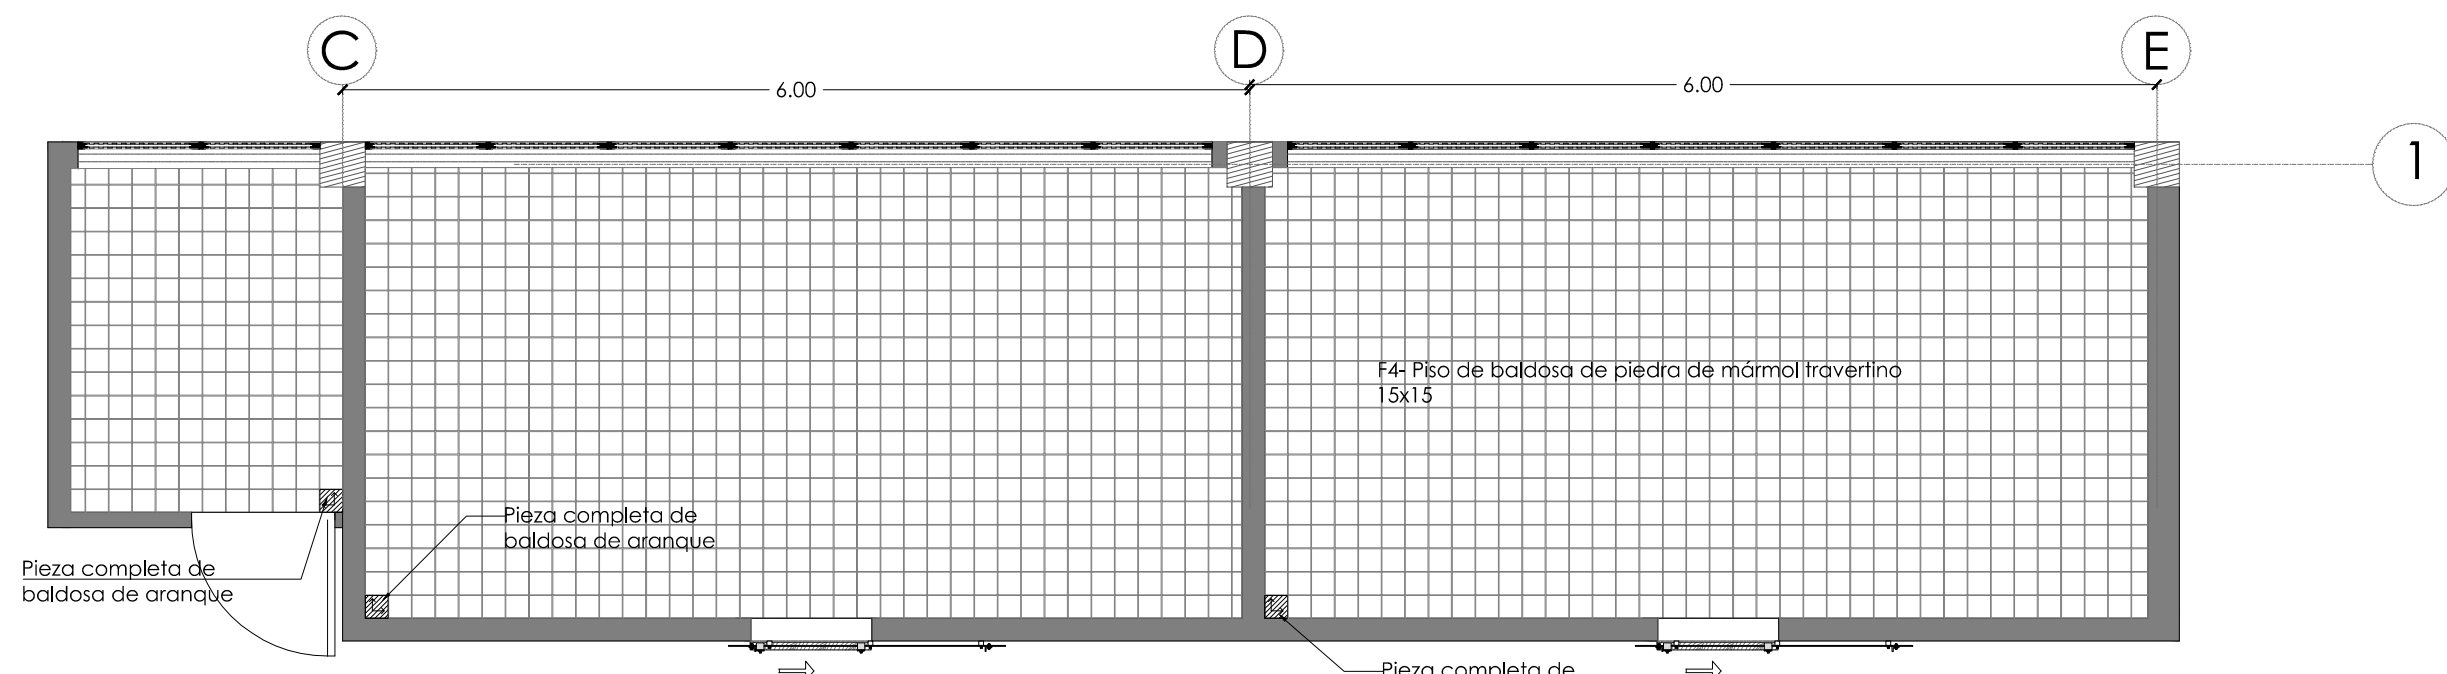 C
D
E
6.00
6.00
1
F4- Piso de baldosa de piedra de mármol travertino
15x15
Pieza completa de
baldosa de aranque
Pieza completa de
baldosa de aranque
Pieza completa de